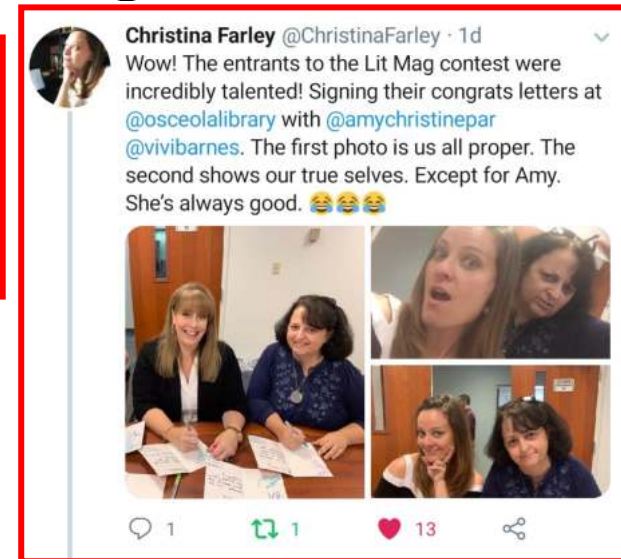 Christina Farley @ChristinaFarley · 1d
Wow! The entrants to the Lit Mag contest were
incredibly talented! Signing their congrats letters at
@osceolalibrary with @amychristinepar
@vivibarnes. The first photo is us all proper. The
second shows our true selves. Except for Amy.
She's always good. 😂😂😂
1 1 13